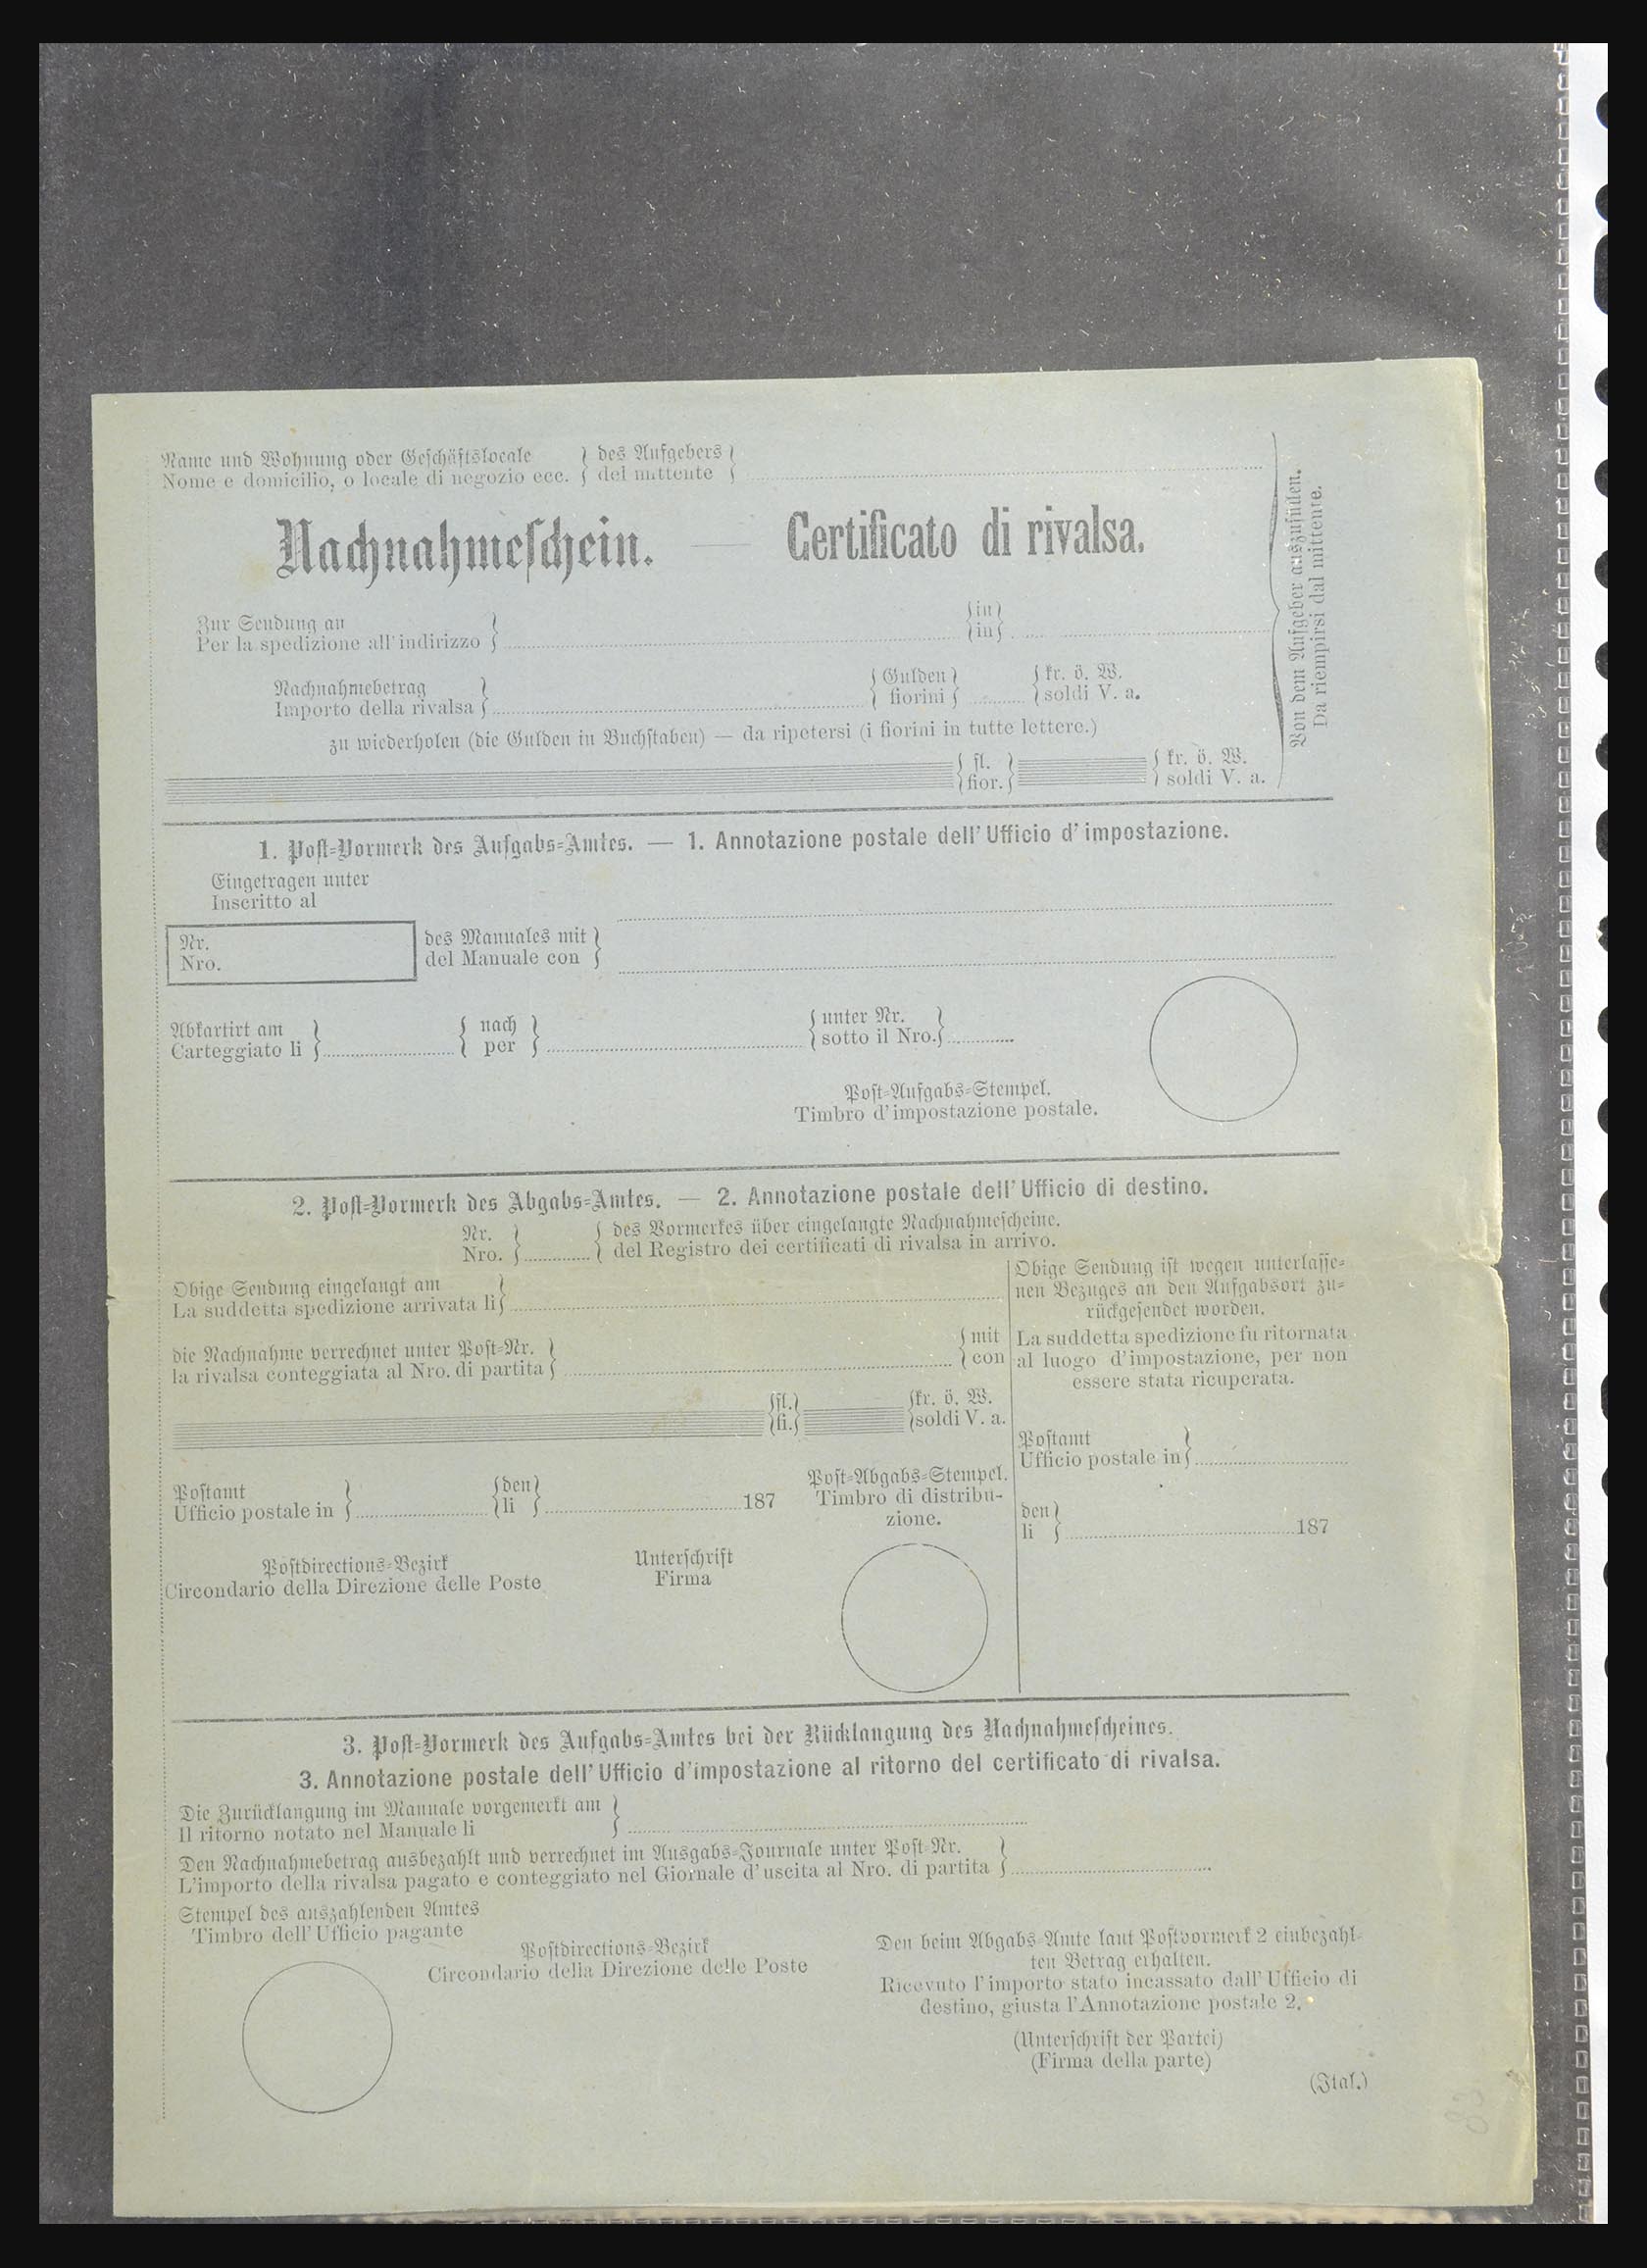 Name und Wohnung oder Geschäftslocale } des Aufgebers }
Nome e domicilio, o locale di negozio ecc. } del mittente }
Nachnahmeschein. — Certificato di rivalsa.
Zur Sendung an } {in}
Per la spedizione all' indirizzo } {in}
Nachnahmebetrag } {Gulden} {kr. ö. W.
Importo della rivalsa } {fiorini} {soldi V. a.
zu wiederholen (die Gulden in Buchstaben) — da ripetersi (i fiorini in tutte lettere.)
{fl.} {kr. ö. W.
{fior.} {soldi V. a.
Von dem Aufgeber auszufüllen.
Da riempirsi dal mittente.
1. Post-Vormerk des Aufgabs-Amtes. — 1. Annotazione postale dell' Ufficio d' impostazione.
Eingetragen unter
Inscritto al
Nr. des Manuales mit }
Nro. del Manuale con }
Abkartirt am } { nach } { unter Nr. }
Carteggiato li } { per } { sotto il Nro. }
Post-Aufgabs-Stempel.
Timbro d' impostazione postale.
2. Post-Vormerk des Abgabs-Amtes. — 2. Annotazione postale dell' Ufficio di destino.
Nr. } { des Vormerkes über eingelangte Nachnahmescheine.
Nro. } { del Registro dei certificati di rivalsa in arrivo.
Obige Sendung eingelangt am }
La suddetta spedizione arrivata li }
die Nachnahme verrechnet unter Post-Nr. } { mit
la rivalsa conteggiata al Nro. di partita } { con
{fl.} {kr. ö. W.
{fi.} {soldi V. a.
Postamt } {den}
Ufficio postale in } {li } 187
Post-Abgabs-Stempel.
Timbro di distribu-
zione.
Postdirections-Bezirk Unterschrift
Circondario della Direzione delle Poste Firma
Obige Sendung ist wegen unterlasse-
nen Bezuges an den Aufgabsort zu-
rückgesendet worden.
La suddetta spedizione fu ritornata
al luogo d' impostazione, per non
essere stata ricuperata.
Postamt }
Ufficio postale in }
den }
li } 187
3. Post-Vormerk des Aufgabs-Amtes bei der Rücklangung des Nachnahmescheines.
3. Annotazione postale dell' Ufficio d'impostazione al ritorno del certificato di rivalsa.
Die Zurücklangung im Manuale vorgemerkt am }
Il ritorno notato nel Manuale li }
Den Nachnahmebetrag ausbezahlt und verrechnet im Ausgabs-Journale unter Post-Nr. }
L'importo della rivalsa pagato e conteggiato nel Giornale d' uscita al Nro. di partita }
Stempel des auszahlenden Amtes
Timbro dell' Ufficio pagante
Postdirections-Bezirk
Circondario della Direzione delle Poste
Den beim Abgabs-Amte laut Postvormerk 2 einbezahl-
ten Betrag erhalten.
Ricevuto l' importo stato incassato dall' Ufficio di
destino, giusta l'Annotazione postale 2.
(Unterschrift der Partei)
(Firma della parte)
(Ital.)